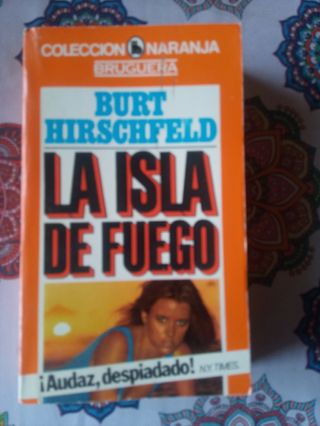 COLECCION NARANJA
BRUGUERA
BURT
HIRSCHFELD
LA ISLA
DE FUEGO
¡Audaz, despiadado! N.Y. TIMES.